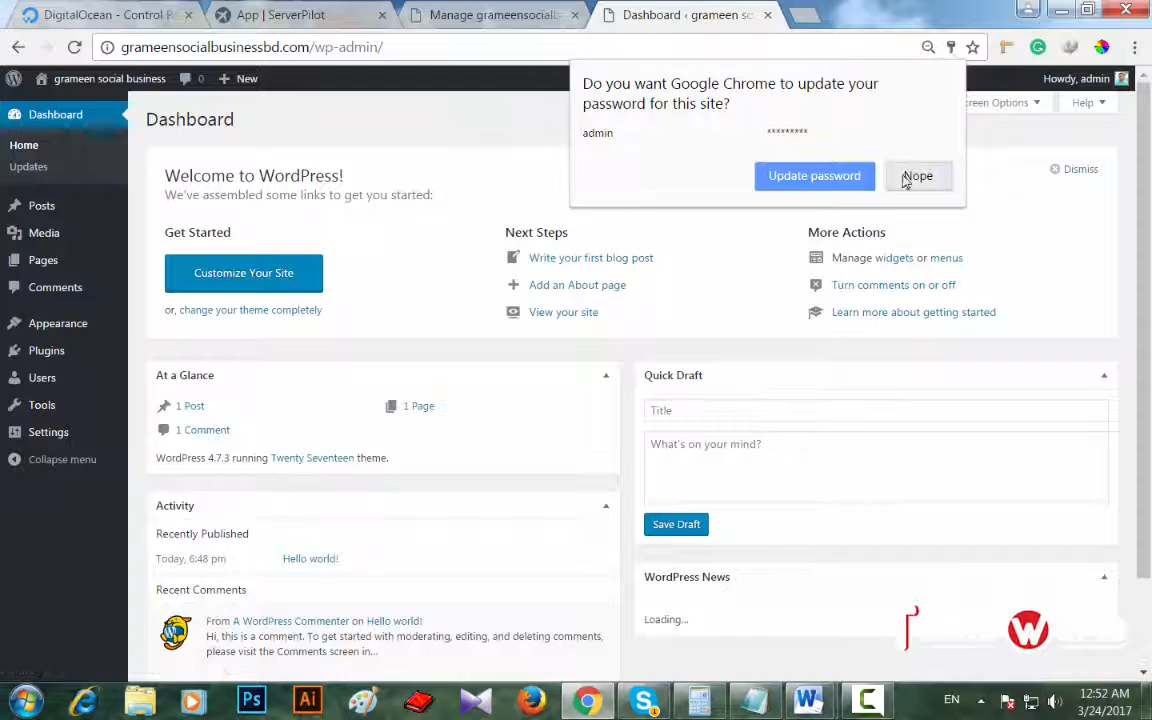 DigitalOcean - Control P
App | ServerPilot
Manage grameensocialb
Dashboard ‹ grameen so
grameensocialbusinessbd.com/wp-admin/
grameen social business
0
New
Howdy, admin
Do you want Google Chrome to update your
password for this site?
admin
*********
Update password
Nope
creen Options
Help
Dashboard
Home
Updates
Posts
Media
Pages
Comments
Appearance
Plugins
Users
Tools
Settings
Collapse menu
Dashboard
Welcome to WordPress!
We've assembled some links to get you started:
Dismiss
Get Started
Customize Your Site
or, change your theme completely
Next Steps
Write your first blog post
Add an About page
View your site
More Actions
Manage widgets or menus
Turn comments on or off
Learn more about getting started
At a Glance
1 Post
1 Page
1 Comment
WordPress 4.7.3 running Twenty Seventeen theme.
Activity
Recently Published
Today, 6:48 pm
Hello world!
Recent Comments
From A WordPress Commenter on Hello world!
Hi, this is a comment. To get started with moderating, editing, and deleting comments,
please visit the Comments screen in...
Quick Draft
Title
What's on your mind?
Save Draft
WordPress News
Loading...
W
Ps
Ai
EN
12:52 AM
3/24/2017